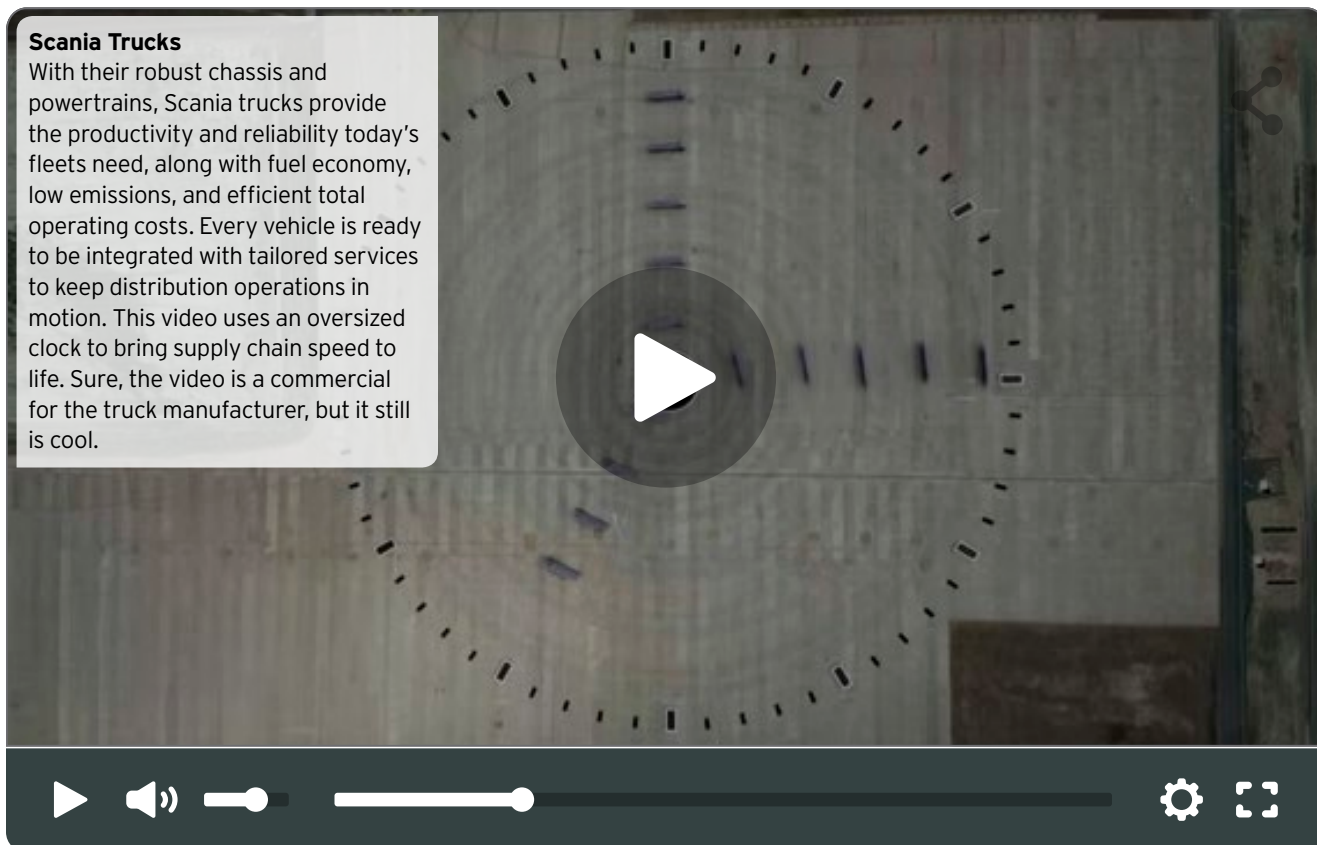 Scania Trucks
With their robust chassis and
powertrains, Scania trucks provide
the productivity and reliability today's
fleets need, along with fuel economy,
low emissions, and efficient total
operating costs. Every vehicle is ready
to be integrated with tailored services
to keep distribution operations in
motion. This video uses an oversized
clock to bring supply chain speed to
life. Sure, the video is a commercial
for the truck manufacturer, but it still
is cool.